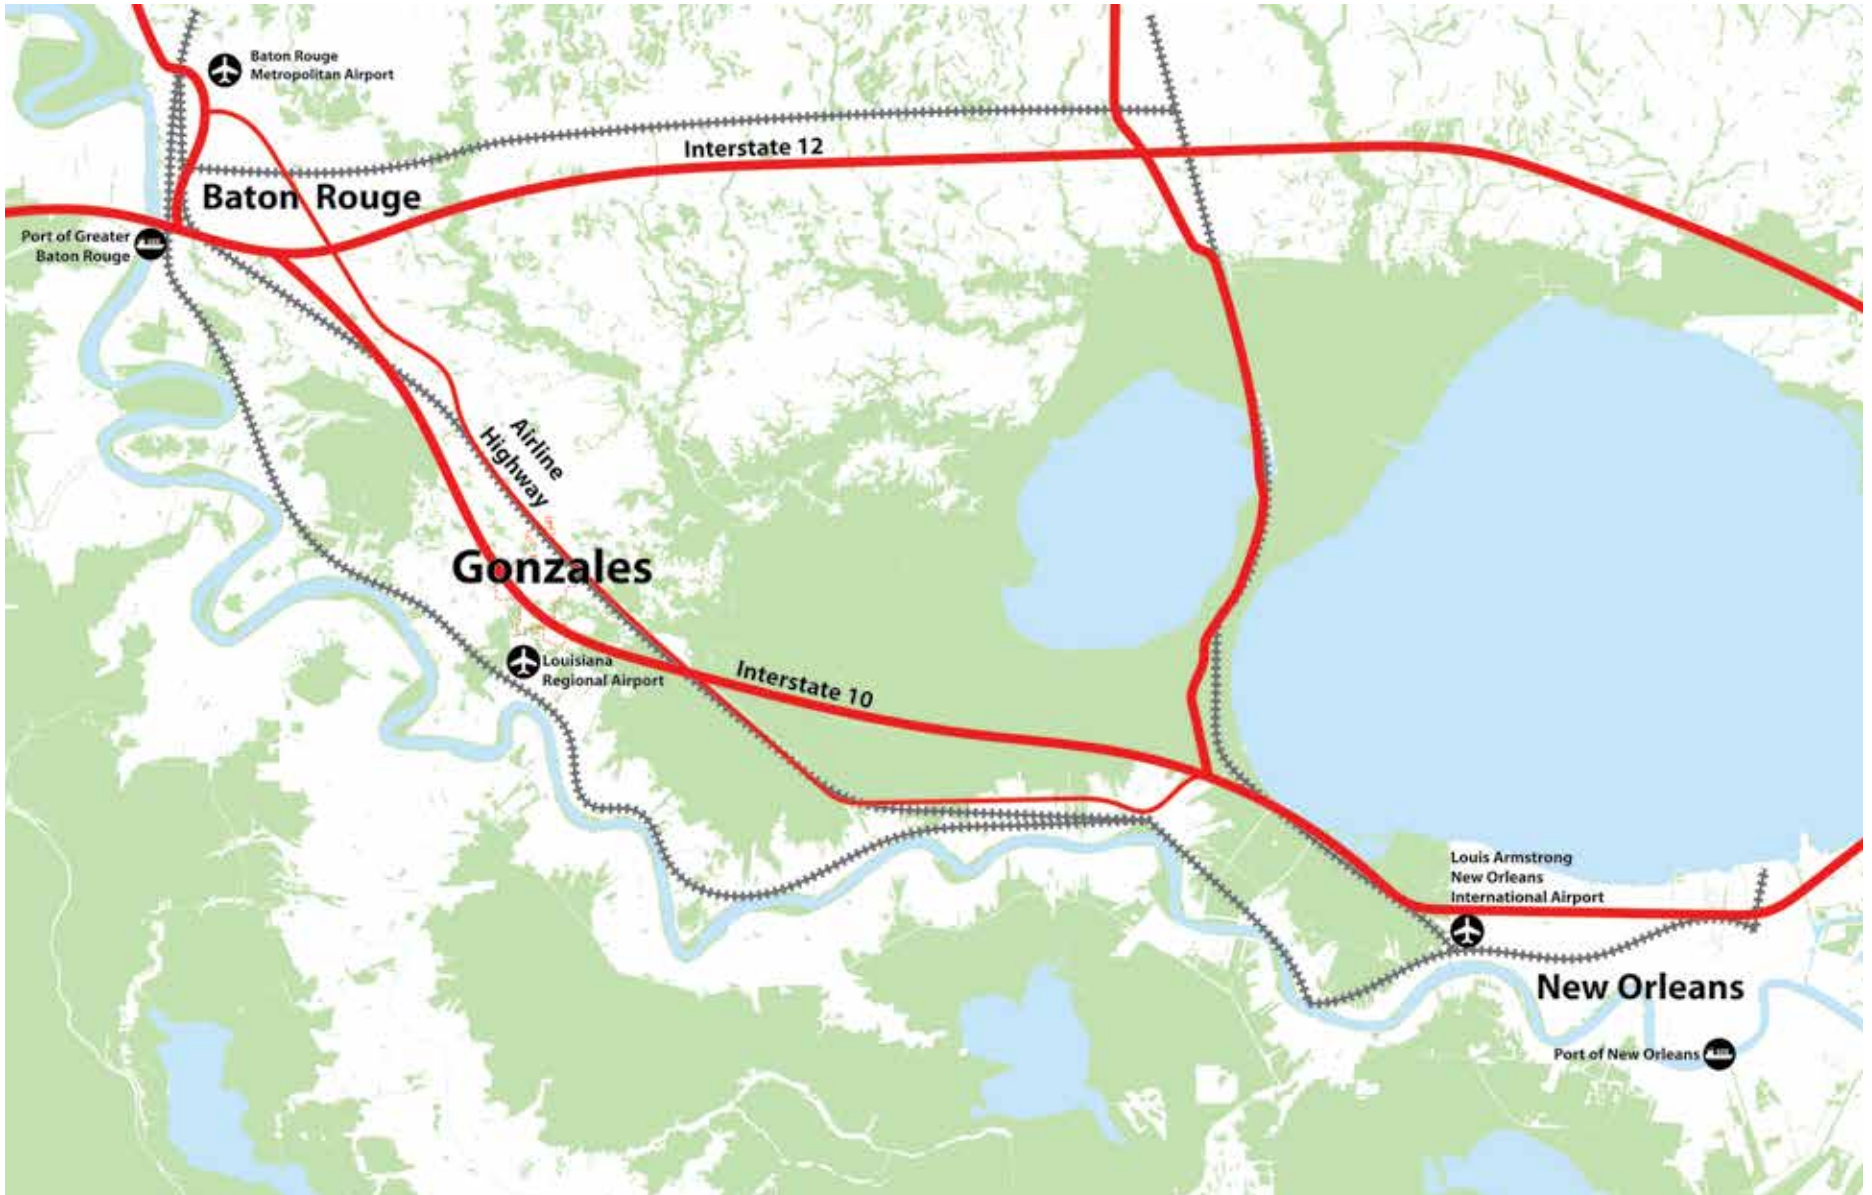 Baton Rouge
Metropolitan Airport
Interstate 12
Baton Rouge
Port of Greater
Baton Rouge
Airline
Highway
Gonzales
Louisiana
Regional Airport
Interstate 10
Louis Armstrong
New Orleans
International Airport
New Orleans
Port of New Orleans